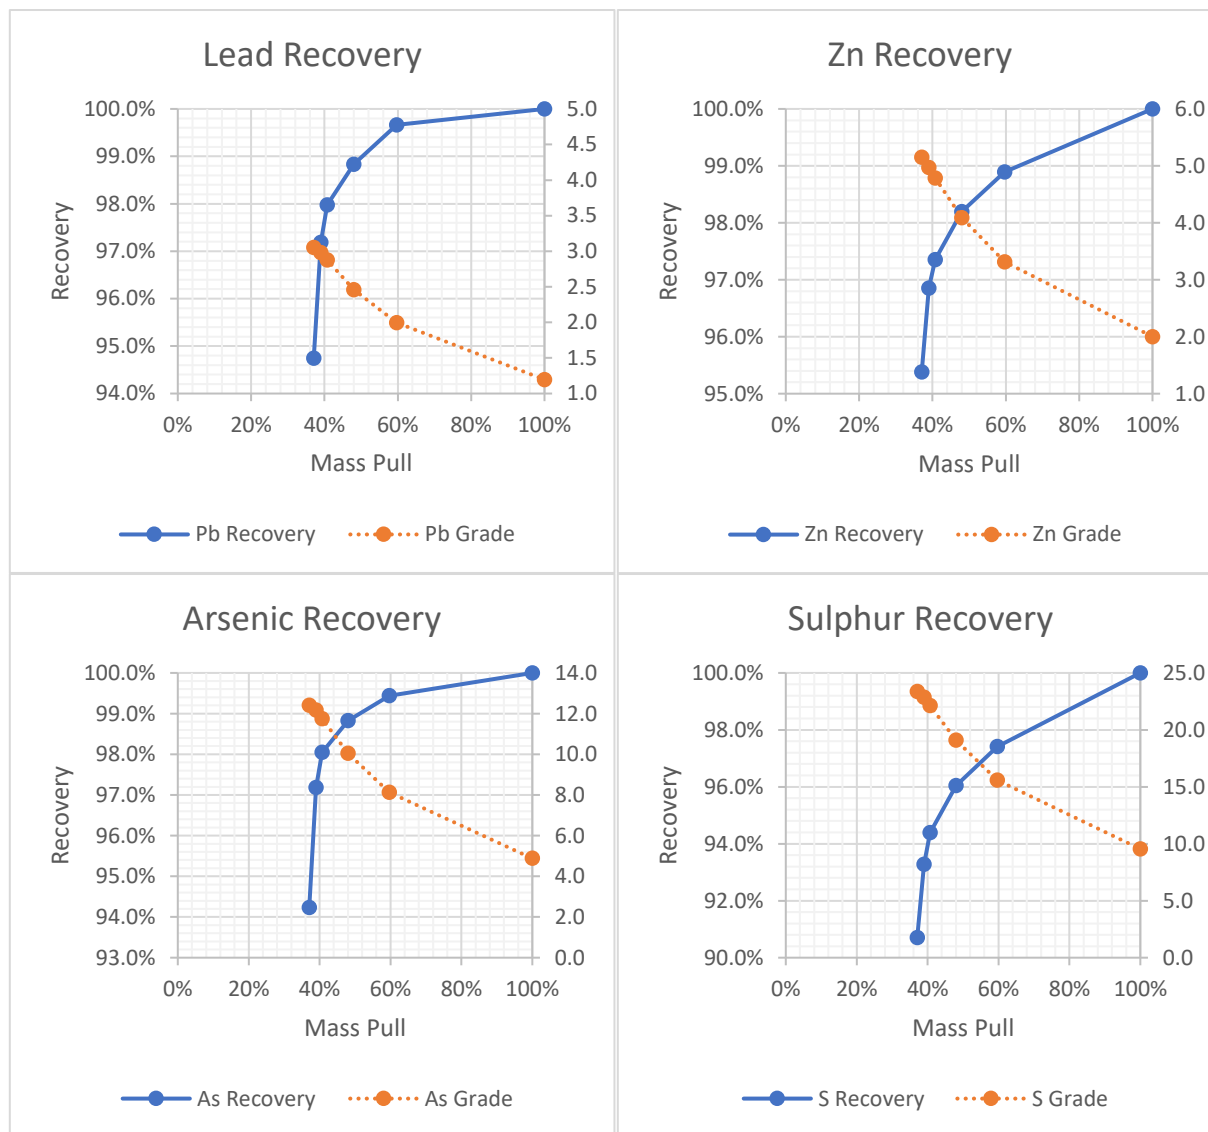 Lead Recovery
100.0%
99.0%
98.0%
97.0%
96.0%
95.0%
94.0%
Recovery
5.0
4.5
4.0
3.5
3.0
2.5
2.0
1.5
1.0
0% 20% 40% 60% 80% 100%
Mass Pull
Pb Recovery Pb Grade
Zn Recovery
100.0%
99.0%
98.0%
97.0%
96.0%
95.0%
Recovery
6.0
5.0
4.0
3.0
2.0
1.0
0% 20% 40% 60% 80% 100%
Mass Pull
Zn Recovery Zn Grade
Arsenic Recovery
100.0%
99.0%
98.0%
97.0%
96.0%
95.0%
94.0%
93.0%
Recovery
14.0
12.0
10.0
8.0
6.0
4.0
2.0
0.0
0% 20% 40% 60% 80% 100%
Mass Pull
As Recovery As Grade
Sulphur Recovery
100.0%
98.0%
96.0%
94.0%
92.0%
90.0%
Recovery
25.0
20.0
15.0
10.0
5.0
0.0
0% 20% 40% 60% 80% 100%
Mass Pull
S Recovery S Grade